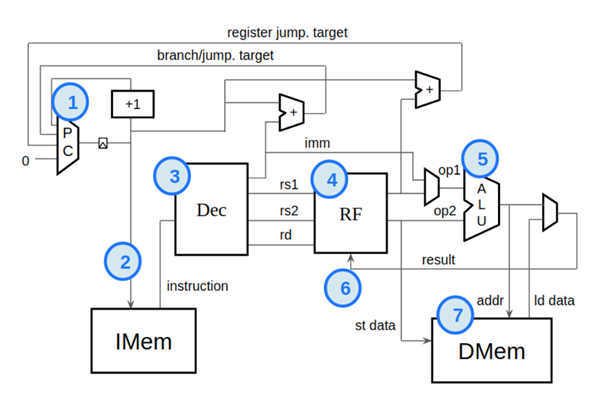 register jump. target
branch/jump. target
1
+1
+
+
P
C
0
imm
3
4
5
rs1
op1
A
L
U
Dec
rs2
RF
op2
rd
2
result
instruction
6
addr
ld data
7
st data
IMem
DMem